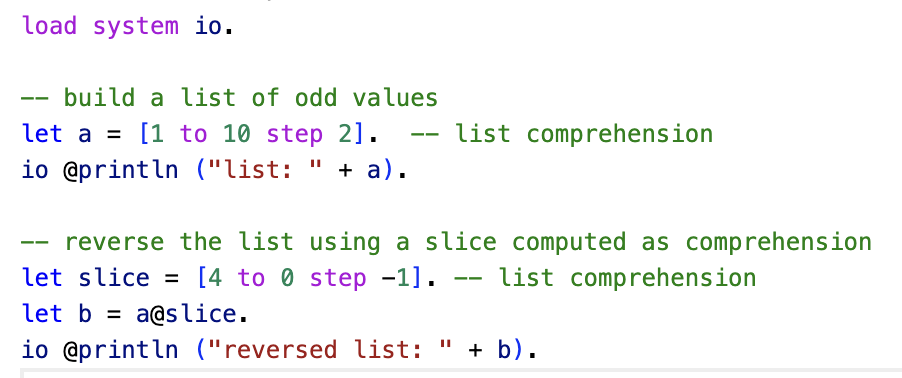 load system io.
-- build a list of odd values
let a = [1 to 10 step 2].  -- list comprehension
io @println ("list: " + a).
-- reverse the list using a slice computed as comprehension
let slice = [4 to 0 step -1]. -- list comprehension
let b = a@slice.
io @println ("reversed list: " + b).